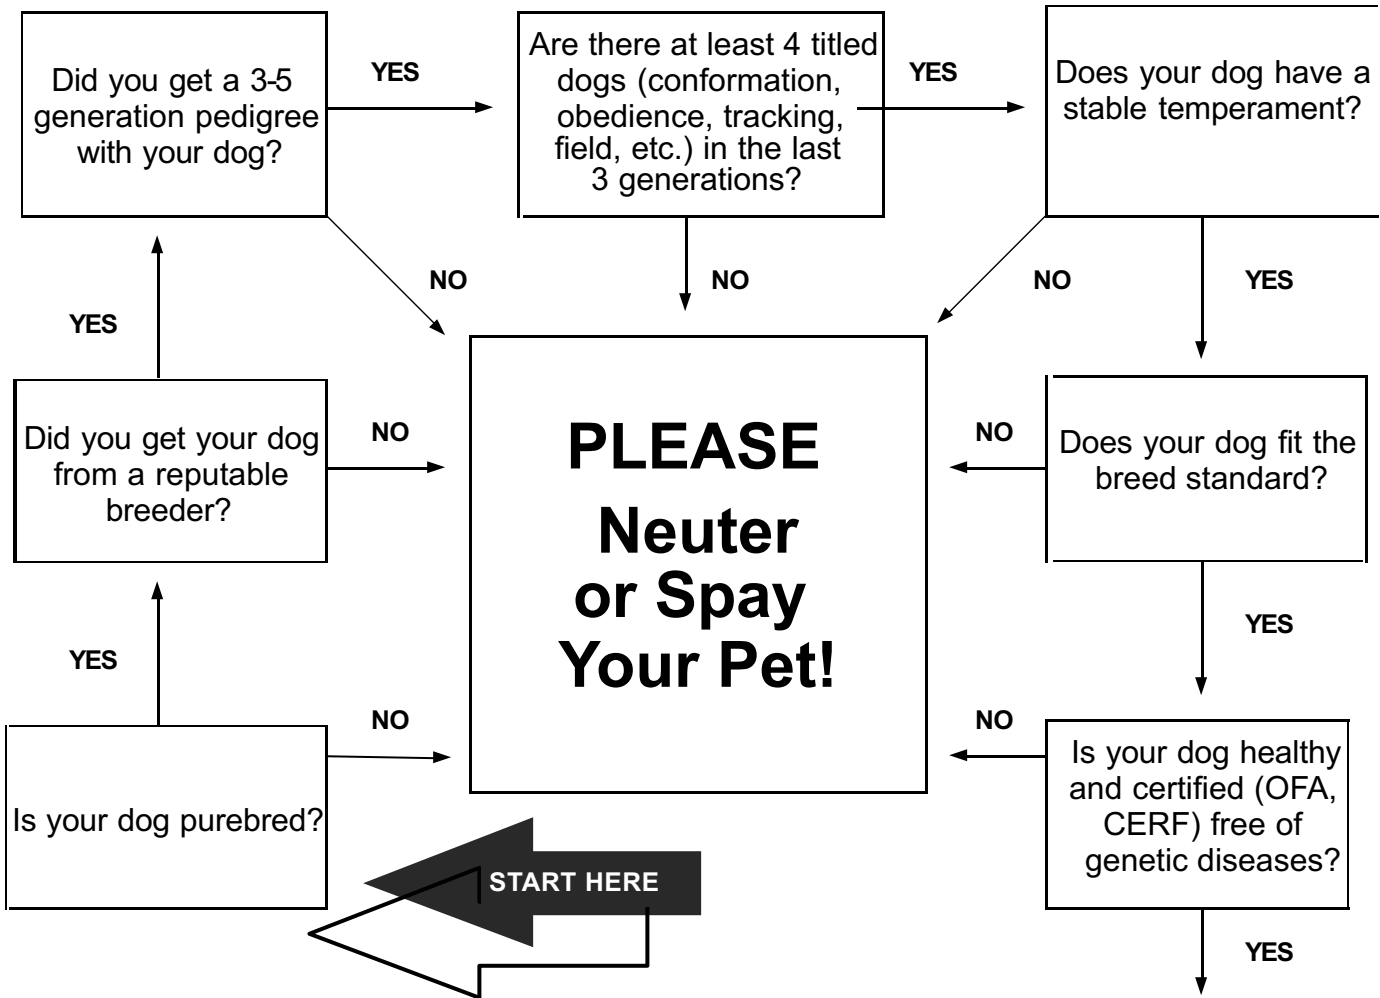 Did you get a 3-5
generation pedigree
with your dog?
YES
Are there at least 4 titled
dogs (conformation,
obedience, tracking,
field, etc.) in the last
3 generations?
YES
Does your dog have a
stable temperament?
NO
NO
NO
YES
YES
Did you get your dog
from a reputable
breeder?
NO
PLEASE
Neuter
or Spay
Your Pet!
NO
Does your dog fit the
breed standard?
YES
YES
Is your dog purebred?
NO
NO
Is your dog healthy
and certified (OFA,
CERF) free of
genetic diseases?
START HERE
YES